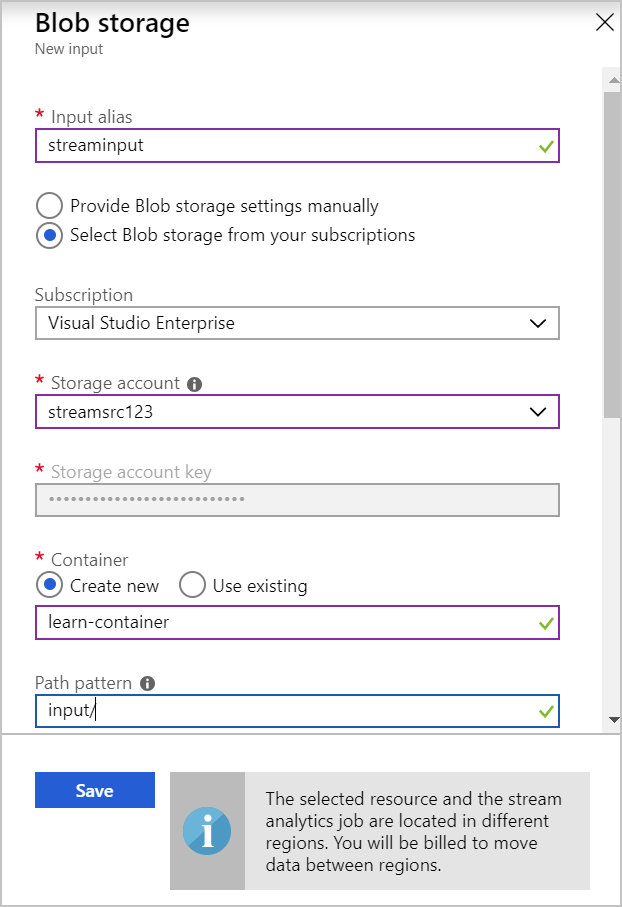 Blob storage
New input
* Input alias
streaminput
Provide Blob storage settings manually
Select Blob storage from your subscriptions
Subscription
Visual Studio Enterprise
* Storage account
streamsrc123
* Storage account key
•••••••••••••••••••••••••••
* Container
Create new Use existing
learn-container
Path pattern
input/
Save
The selected resource and the stream
analytics job are located in different
regions. You will be billed to move
data between regions.